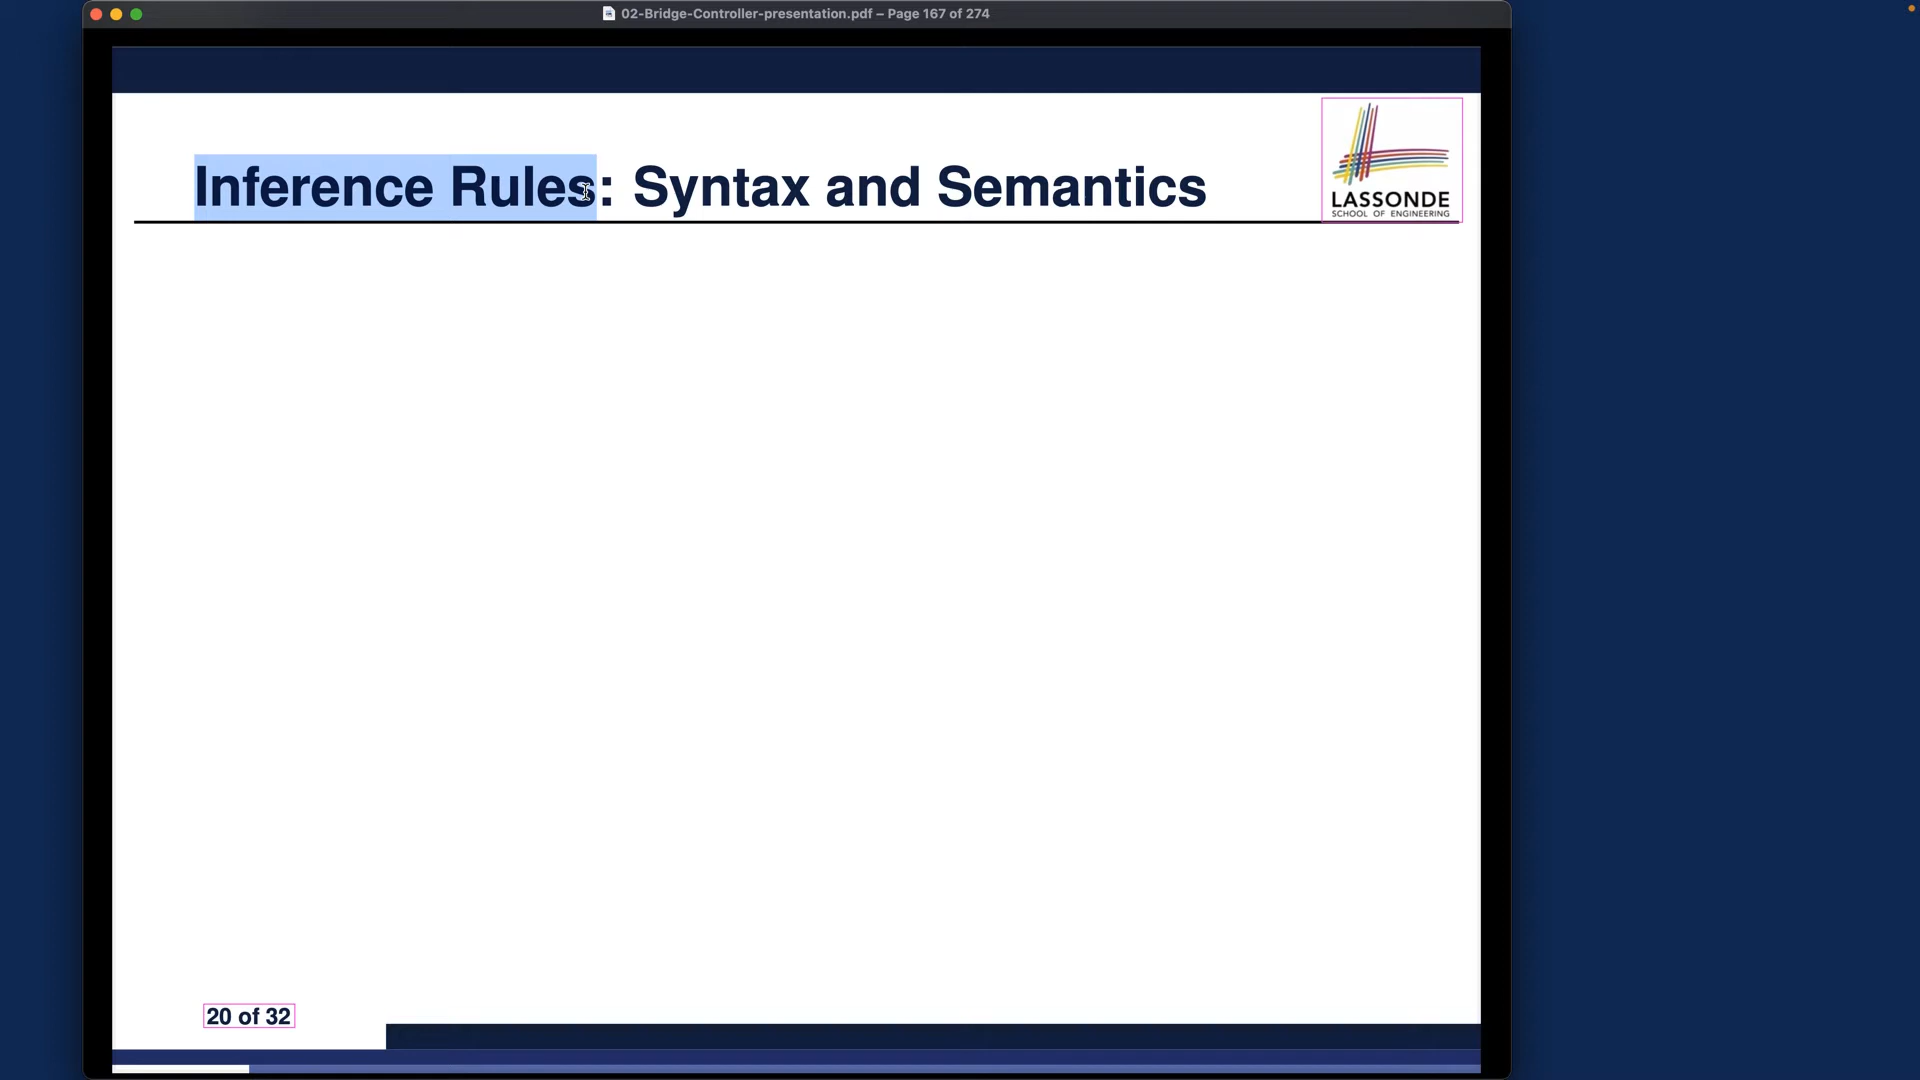 02-Bridge-Controller-presentation.pdf – Page 167 of 274
Inference Rules: Syntax and Semantics
LASSONDE
SCHOOL OF ENGINEERING
20 of 32